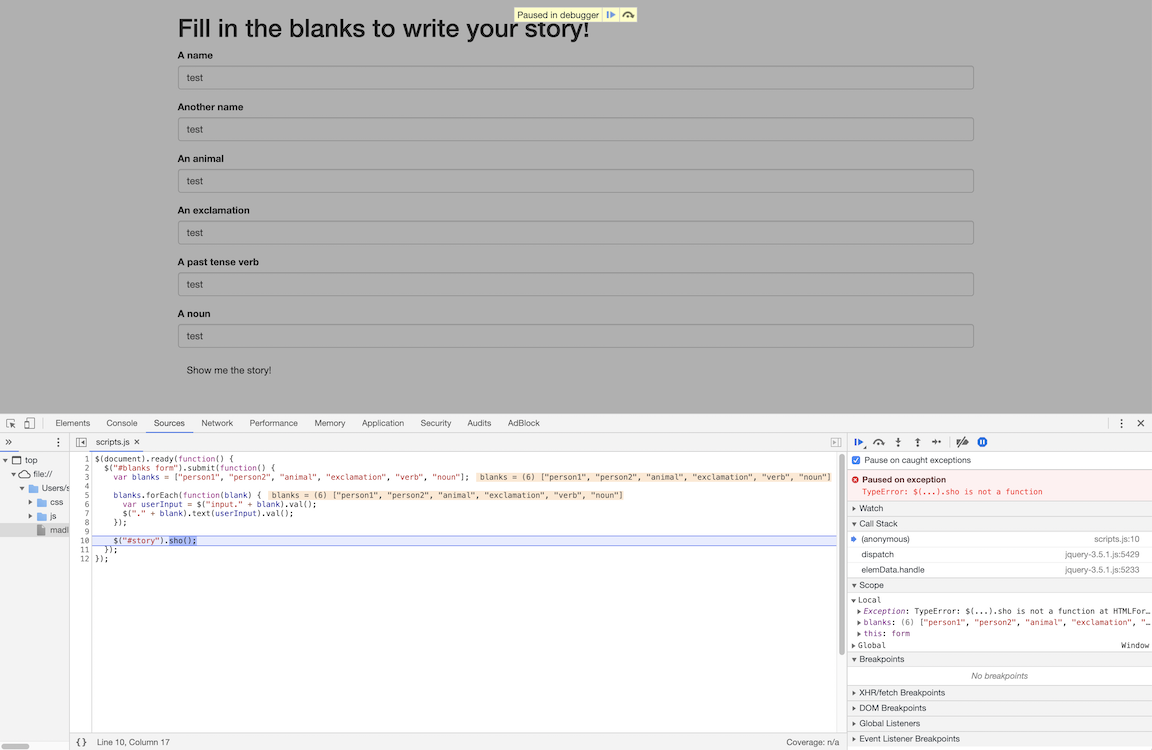 Paused in debugger
Fill in the blanks to write your story!
A name
test
Another name
test
An animal
test
An exclamation
test
A past tense verb
test
A noun
test
Show me the story!
Elements Console Sources Network Performance Memory Application Security Audits AdBlock
top
file://
Users/s
css
js
madl
scripts.js
1 $(document).ready(function() {
2 $("#blanks form").submit(function() {
3 var blanks = ["person1", "person2", "animal", "exclamation", "verb", "noun"]; blanks = (6) ["person1", "person2", "animal", "exclamation", "verb", "noun"]
4
5 blanks.forEach(function(blank) { blanks = (6) ["person1", "person2", "animal", "exclamation", "verb", "noun"]
6 var userInput = $("input." + blank).val();
7 $("." + blank).text(userInput).val();
8 });
9
10 $("#story").sho();
11 });
12 });
{} Line 10, Column 17 Coverage: n/a
Pause on caught exceptions
Paused on exception
TypeError: $(...).sho is not a function
Watch
Call Stack
(anonymous) scripts.js:10
dispatch jquery-3.5.1.js:5429
elemData.handle jquery-3.5.1.js:5233
Scope
Local
Exception: TypeError: $(...).sho is not a function at HTMLFor…
blanks: (6) ["person1", "person2", "animal", "exclamation", "…
this: form
Global Window
Breakpoints
No breakpoints
XHR/fetch Breakpoints
DOM Breakpoints
Global Listeners
Event Listener Breakpoints